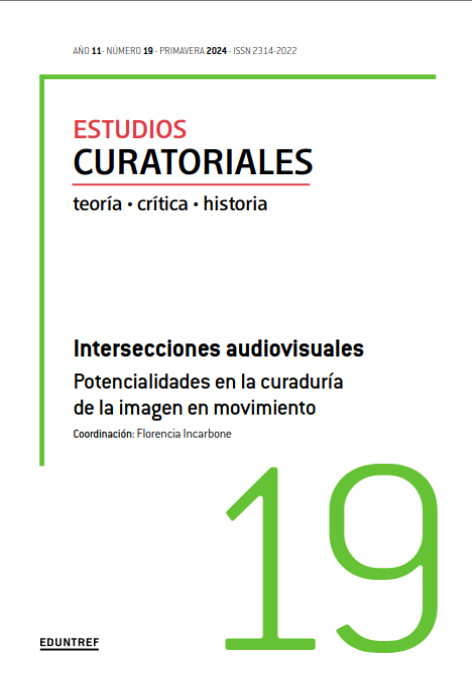 AÑO 11· NÚMERO 19 · PRIMAVERA 2024 · ISSN 2314-2022
ESTUDIOS
CURATORIALES
teoría · crítica · historia
Intersecciones audiovisuales
Potencialidades en la curaduría
de la imagen en movimiento
Coordinación: Florencia Incarbone
19
EDUNTREF